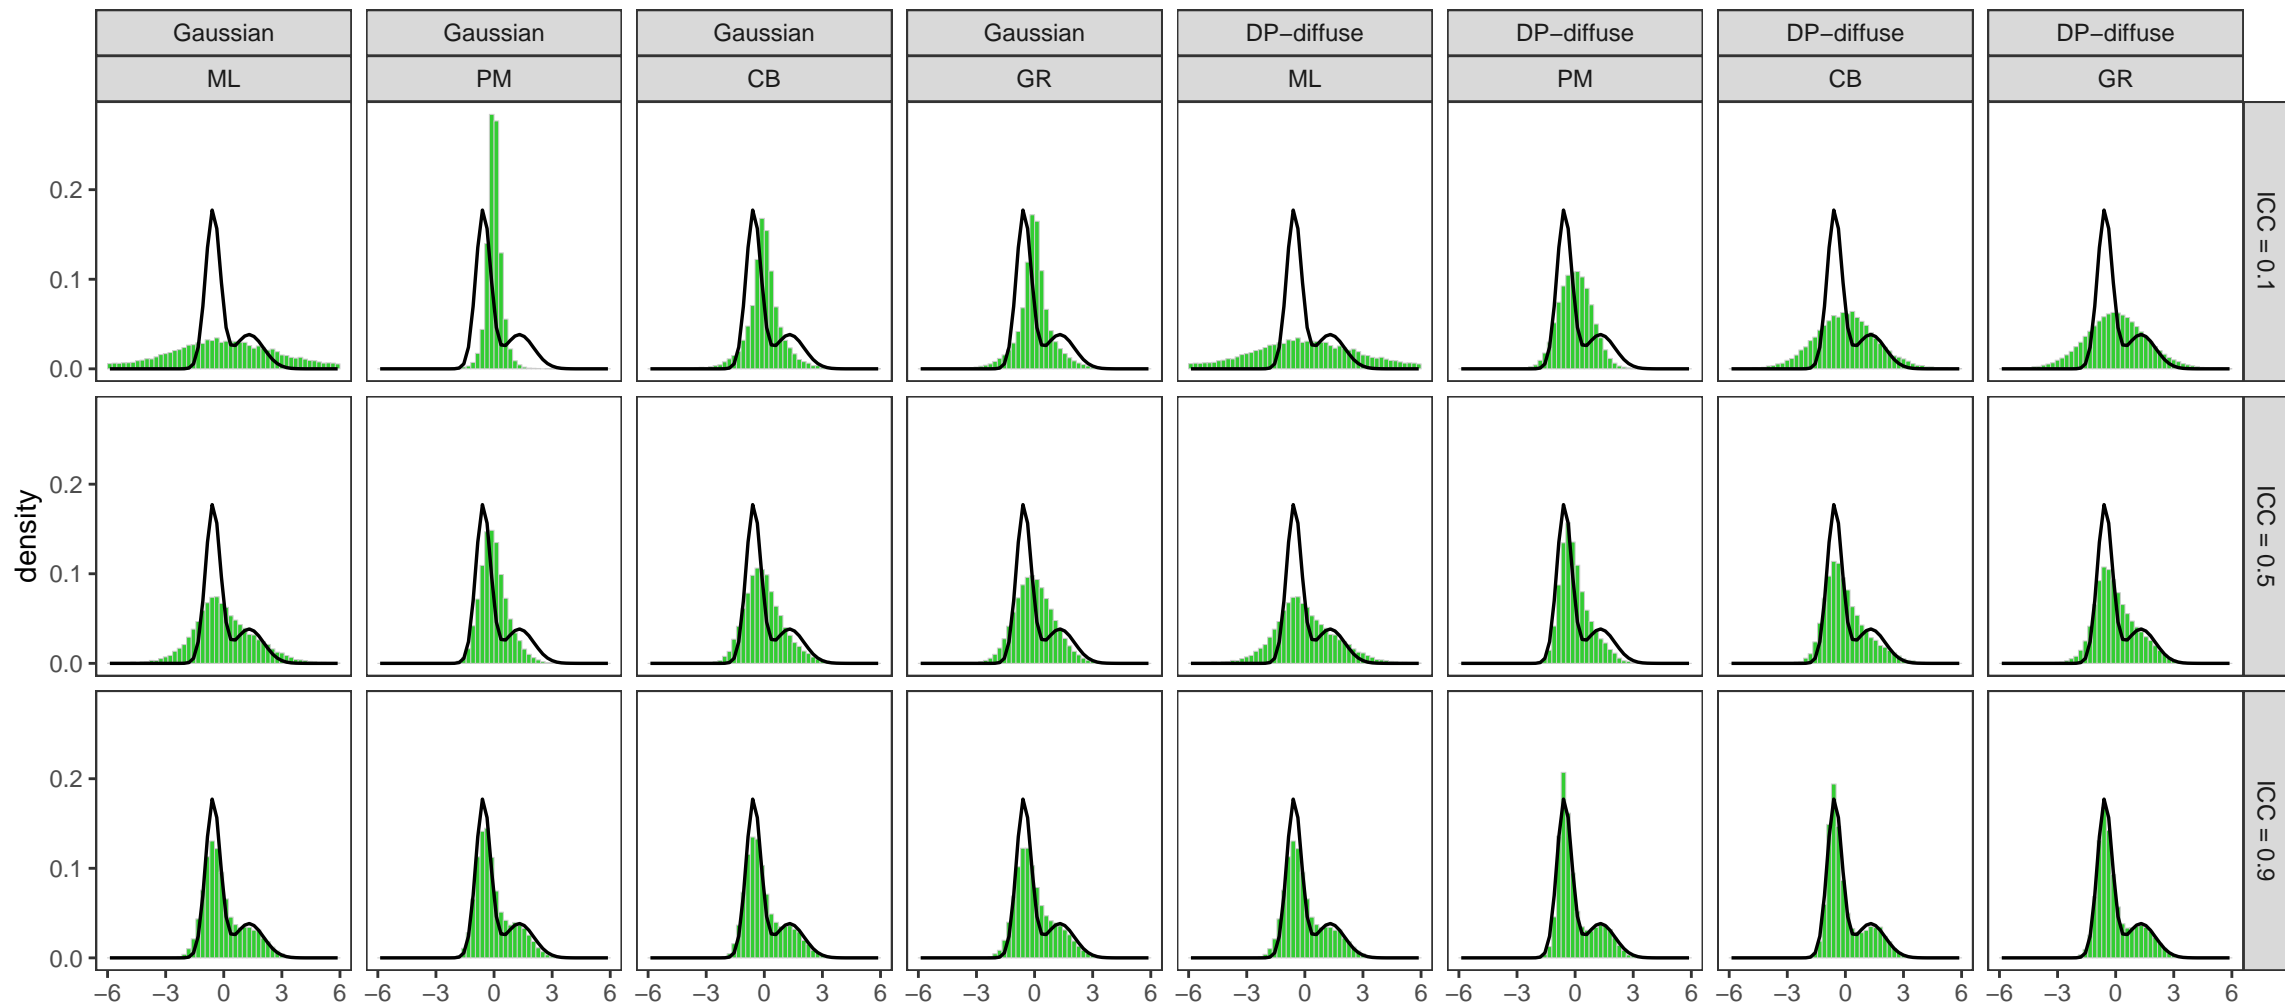 Gaussian Gaussian Gaussian Gaussian DP−diffuse DP−diffuse DP−diffuse DP−diffuse
ML PM CB GR ML PM CB GR
0.2
0.1
0.0
ICC = 0.1
0.2
0.1
0.0
ICC = 0.5
density
0.2
0.1
0.0
ICC = 0.9
−6 −3 0 3 6 −6 −3 0 3 6 −6 −3 0 3 6 −6 −3 0 3 6 −6 −3 0 3 6 −6 −3 0 3 6 −6 −3 0 3 6 −6 −3 0 3 6